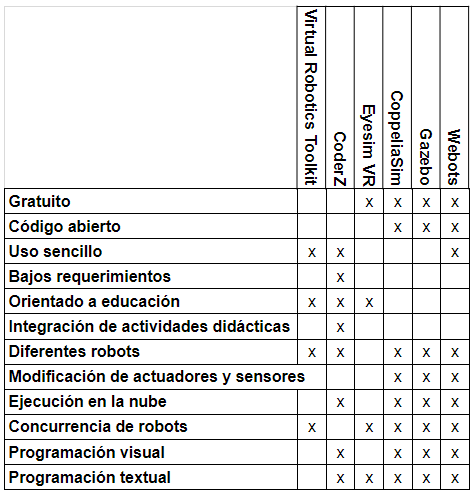 Virtual Robotics Toolkit
CoderZ
Eyesim VR
CoppeliaSim
Gazebo
Webots
Gratuito x x x x
Código abierto x x x
Uso sencillo x x x
Bajos requerimientos x
Orientado a educación x x x
Integración de actividades didácticas x
Diferentes robots x x x x x
Modificación de actuadores y sensores x x x
Ejecución en la nube x x x x
Concurrencia de robots x x x x x
Programación visual x x x x
Programación textual x x x x x